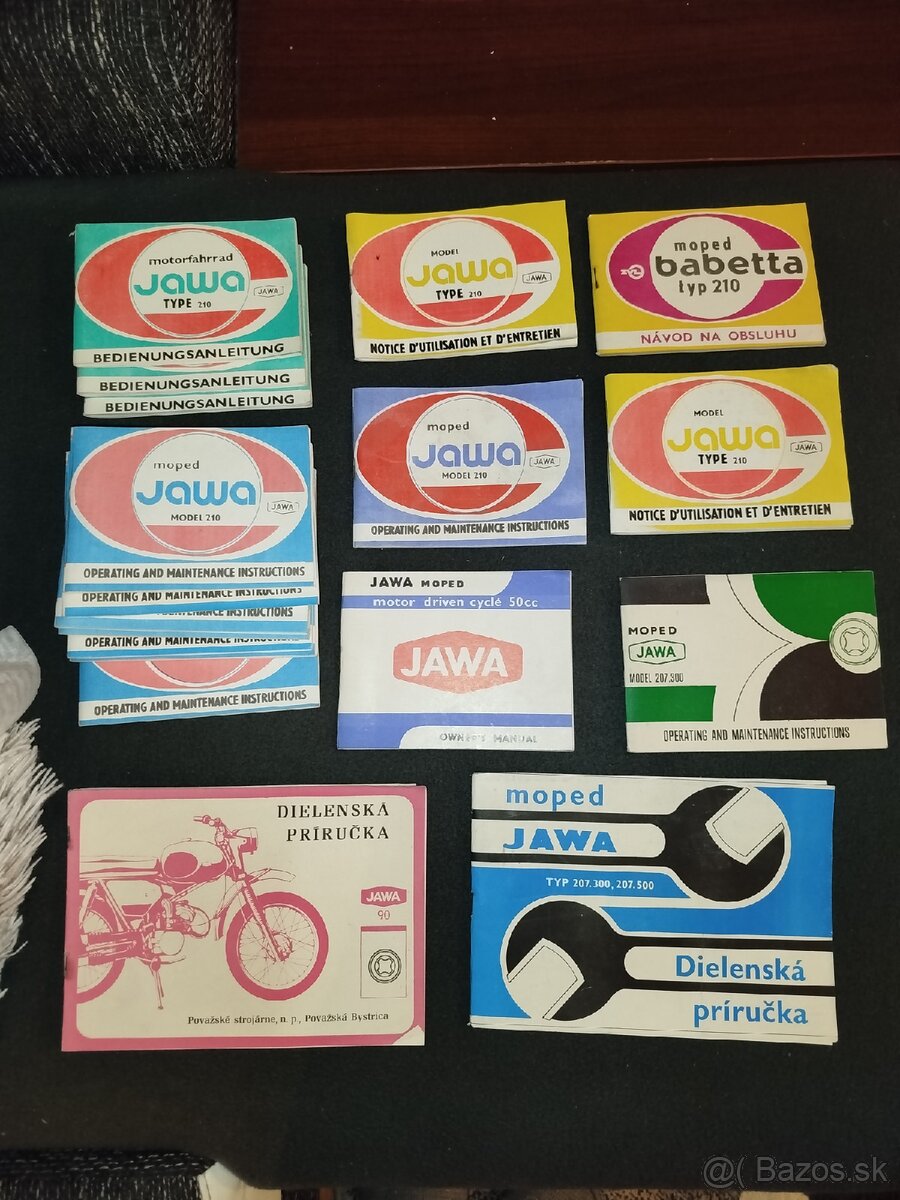 motorfahrrad
Jawa
TYPE 210
JAWA
BEDIENUNGSANLEITUNG
BEDIENUNGSANLEITUNG
BEDIENUNGSANLEITUNG
MODEL
Jawa
TYPE 210
JAWA
NOTICE D'UTILISATION ET D'ENTRETIEN
moped
babetta
typ 210
NÁVOD NA OBSLUHU
moped
Jawa
MODEL 210
JAWA
OPERATING AND MAINTENANCE INSTRUCTIONS
OPERATING AND MAINTENANCE INSTRUCTIONS
MAINTENANCE INSTRUCTIONS
OPERATING AND MAINTENANCE
OPERATING AND MAINTENANCE INSTRUCTIONS
moped
Jawa
MODEL 210
JAWA
OPERATING AND MAINTENANCE INSTRUCTIONS
MODEL
Jawa
TYPE 210
JAWA
NOTICE D'UTILISATION ET D'ENTRETIEN
JAWA MOPED
motor driven cycle 50cc
JAWA
OWNER'S MANUAL
MOPED
JAWA
MODEL 207.300
OPERATING AND MAINTENANCE INSTRUCTIONS
DIELENSKÁ
PRÍRUČKA
JAWA
90
Považské strojárne, n. p., Považská Bystrica
moped
JAWA
TYP 207.300, 207.500
Dielenská
príručka
@( Bazos.sk